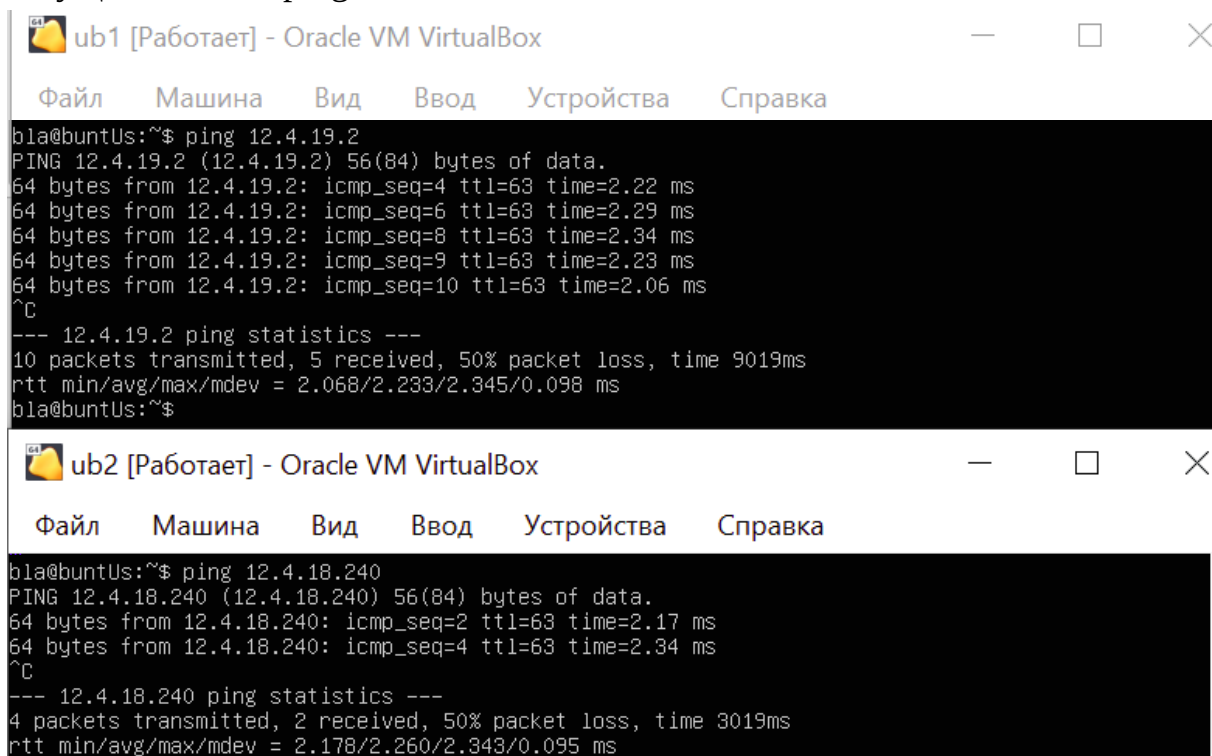 ub1 [Работает] - Oracle VM VirtualBox
Файл Машина Вид Ввод Устройства Справка
bla@buntUs:~$ ping 12.4.19.2
PING 12.4.19.2 (12.4.19.2) 56(84) bytes of data.
64 bytes from 12.4.19.2: icmp_seq=4 ttl=63 time=2.22 ms
64 bytes from 12.4.19.2: icmp_seq=6 ttl=63 time=2.29 ms
64 bytes from 12.4.19.2: icmp_seq=8 ttl=63 time=2.34 ms
64 bytes from 12.4.19.2: icmp_seq=9 ttl=63 time=2.23 ms
64 bytes from 12.4.19.2: icmp_seq=10 ttl=63 time=2.06 ms
^C
--- 12.4.19.2 ping statistics ---
10 packets transmitted, 5 received, 50% packet loss, time 9019ms
rtt min/avg/max/mdev = 2.068/2.233/2.345/0.098 ms
bla@buntUs:~$
ub2 [Работает] - Oracle VM VirtualBox
Файл Машина Вид Ввод Устройства Справка
bla@buntUs:~$ ping 12.4.18.240
PING 12.4.18.240 (12.4.18.240) 56(84) bytes of data.
64 bytes from 12.4.18.240: icmp_seq=2 ttl=63 time=2.17 ms
64 bytes from 12.4.18.240: icmp_seq=4 ttl=63 time=2.34 ms
^C
--- 12.4.18.240 ping statistics ---
4 packets transmitted, 2 received, 50% packet loss, time 3019ms
rtt min/avg/max/mdev = 2.178/2.260/2.343/0.095 ms